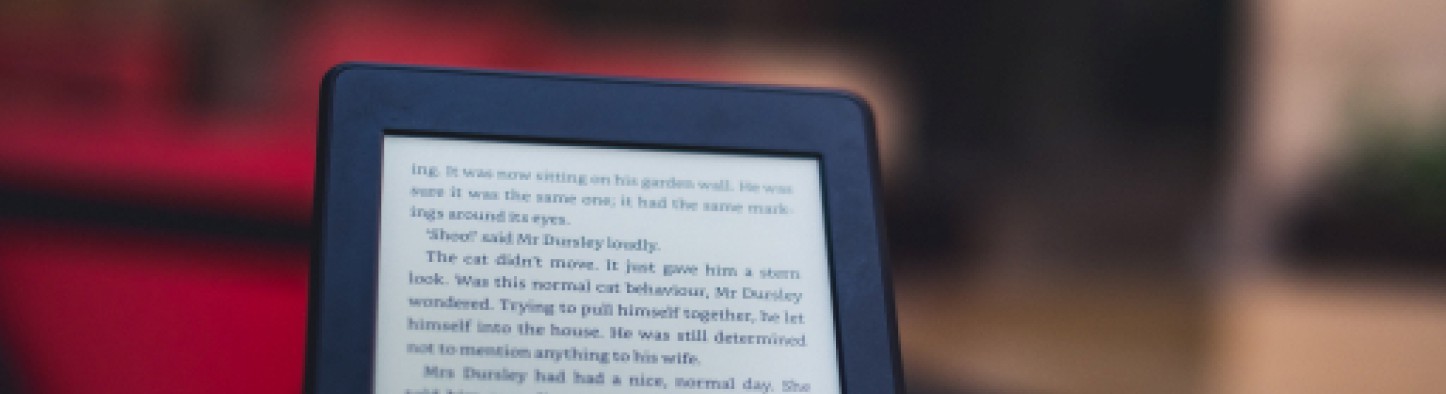 ing. It was now sitting on his garden wall. He was
sure it was the same one; it had the same mark-
ings around its eyes.
‘Shoo!’ said Mr Dursley loudly.
The cat didn’t move. It just gave him a stern
look. Was this normal cat behaviour, Mr Dursley
wondered. Trying to pull himself together, he let
himself into the house. He was still determined
not to mention anything to his wife.
Mrs Dursley had had a nice, normal day. She